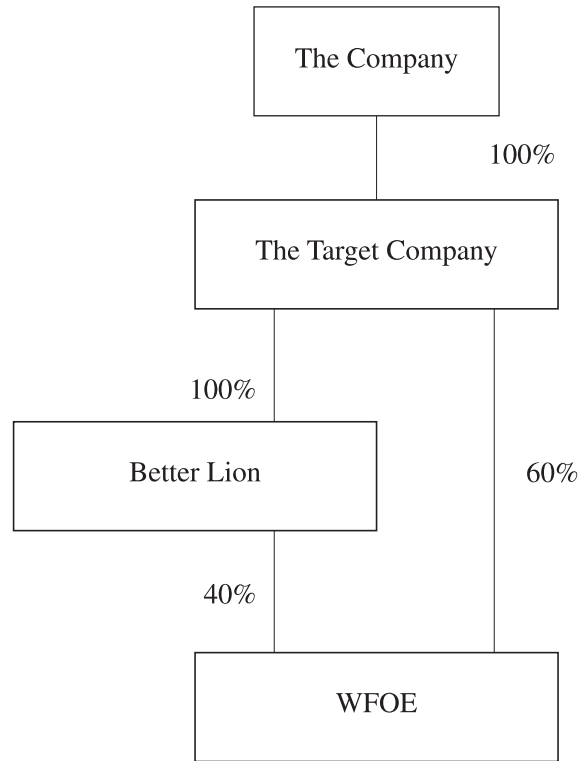 The Company
100%
The Target Company
100%
Better Lion
60%
40%
WFOE